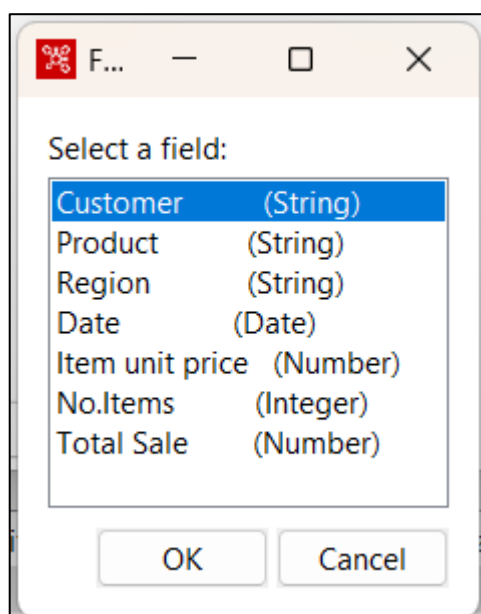 F...
Select a field:
Customer (String)
Product (String)
Region (String)
Date (Date)
Item unit price (Number)
No.Items (Integer)
Total Sale (Number)
OK Cancel